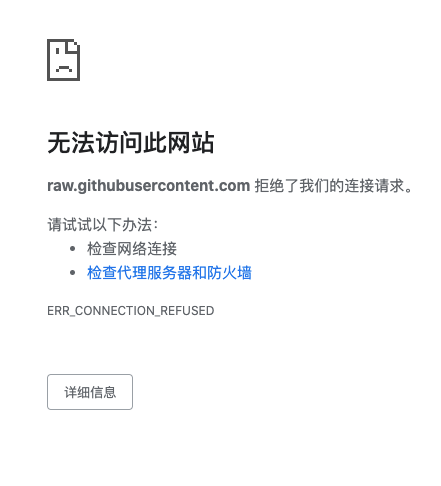 无法访问此网站
raw.githubusercontent.com 拒绝了我们的连接请求。
请试试以下办法：
检查网络连接
检查代理服务器和防火墙
ERR_CONNECTION_REFUSED
详细信息